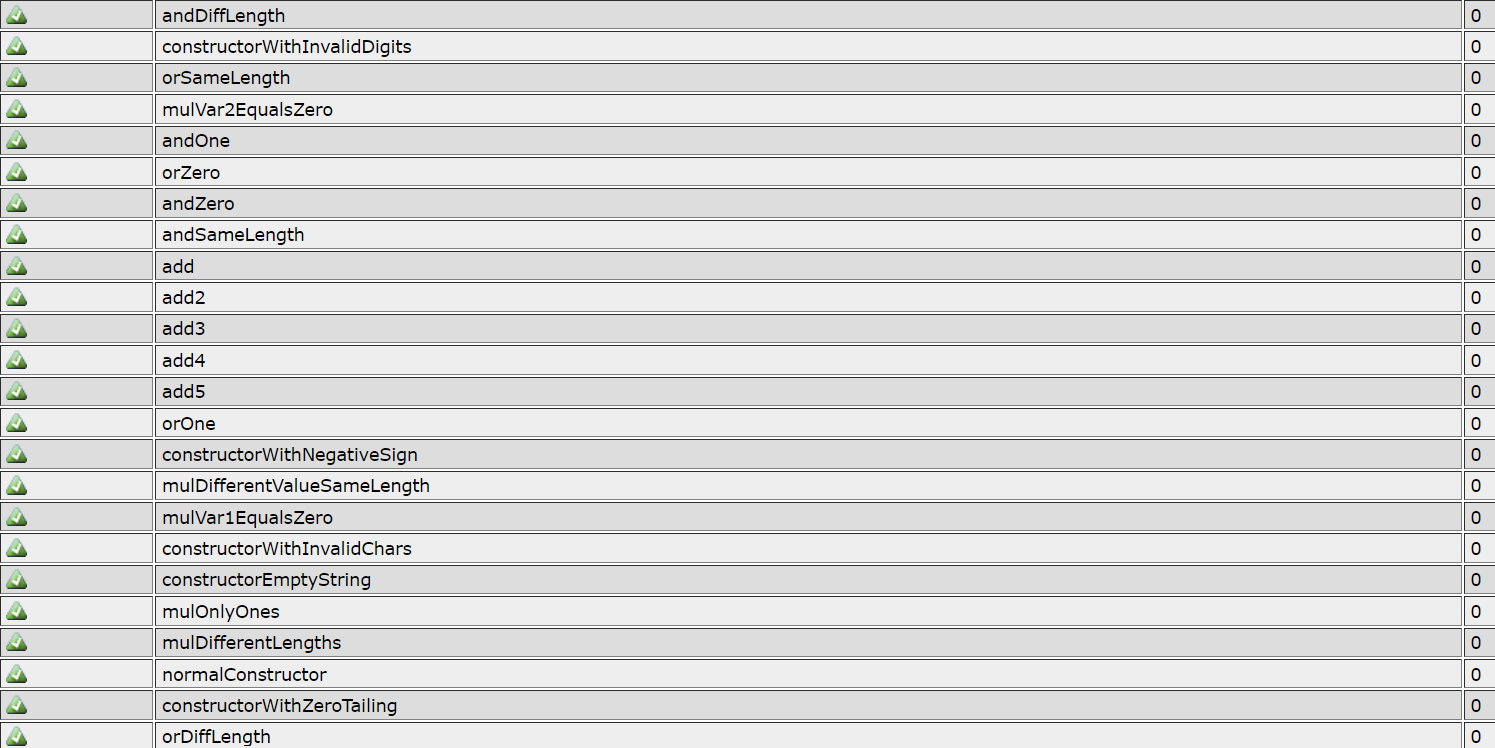 andDiffLength 0
constructorWithInvalidDigits 0
orSameLength 0
mulVar2EqualsZero 0
andOne 0
orZero 0
andZero 0
andSameLength 0
add 0
add2 0
add3 0
add4 0
add5 0
orOne 0
constructorWithNegativeSign 0
mulDifferentValueSameLength 0
mulVar1EqualsZero 0
constructorWithInvalidChars 0
constructorEmptyString 0
mulOnlyOnes 0
mulDifferentLengths 0
normalConstructor 0
constructorWithZeroTailing 0
orDiffLength 0